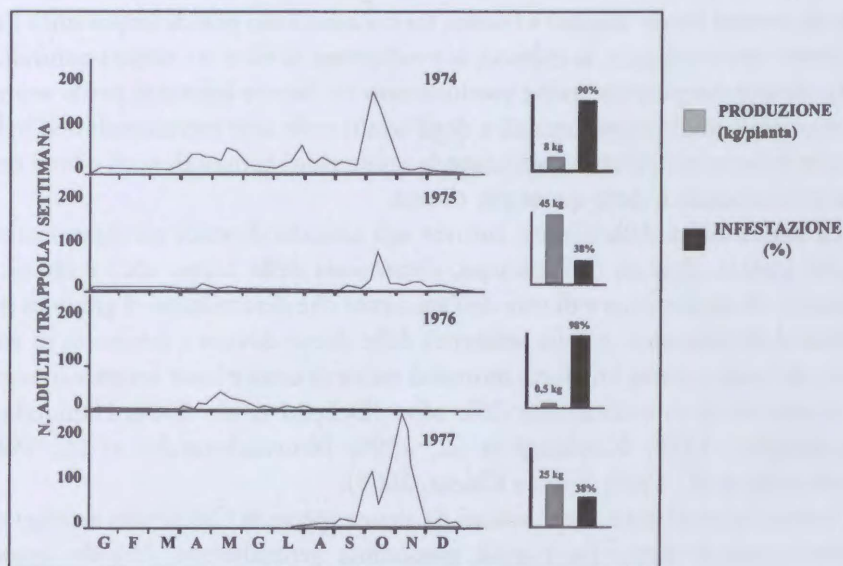 N. ADULTI / TRAPPOLA / SETTIMANA
200
100
0
1974
8 kg
90%
PRODUZIONE
(kg/pianta)
200
100
0
1975
45 kg
38%
INFESTAZIONE
(%)
200
100
0
1976
0,5 kg
98%
200
100
0
1977
25 kg
38%
G F M A M G L A S O N D